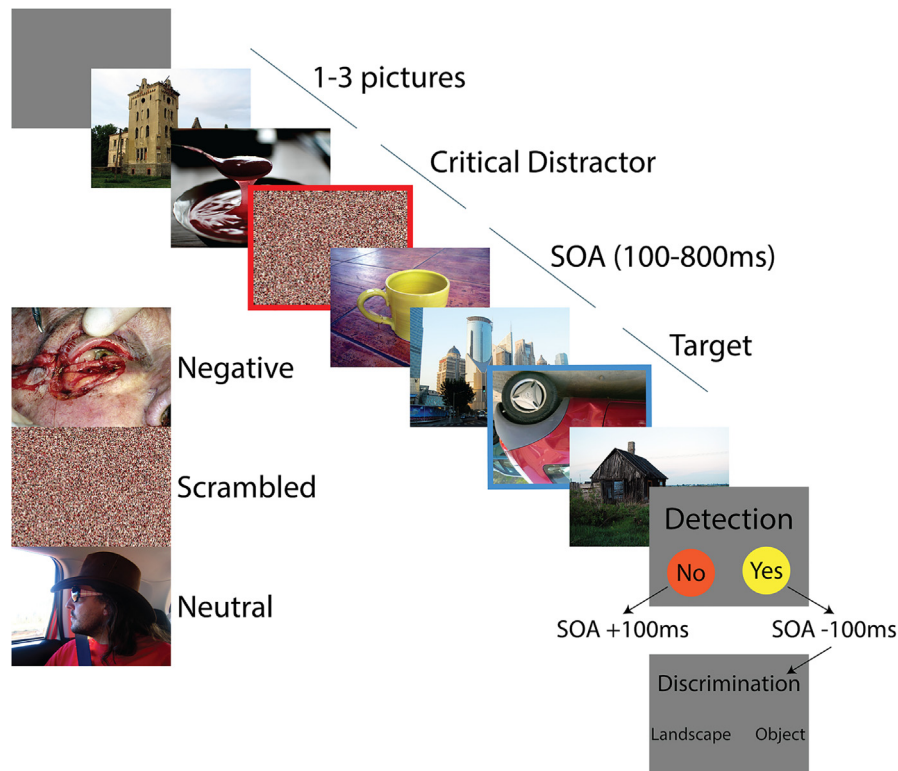 1-3 pictures
Critical Distractor
SOA (100-800ms)
Target
Negative
Scrambled
Neutral
Detection
No Yes
SOA +100ms SOA -100ms
Discrimination
Landscape Object